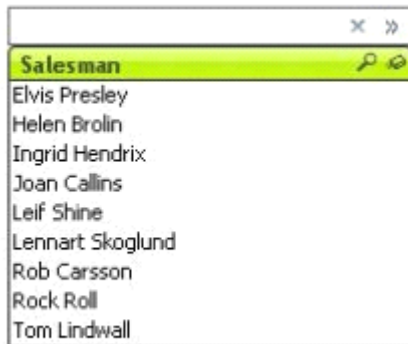 Salesman
Elvis Presley
Helen Brolin
Ingrid Hendrix
Joan Callins
Leif Shine
Lennart Skoglund
Rob Carsson
Rock Roll
Tom Lindwall